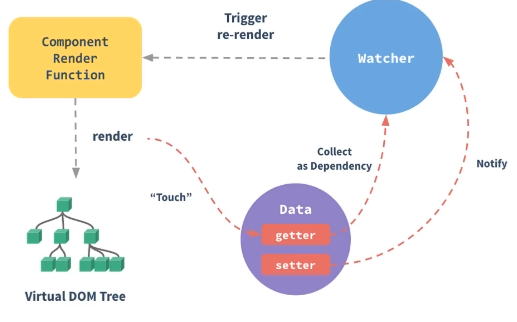 Trigger
re-render
Component
Render
Function
Watcher
render
Collect
as Dependency
Notify
“Touch”
Data
getter
setter
Virtual DOM Tree